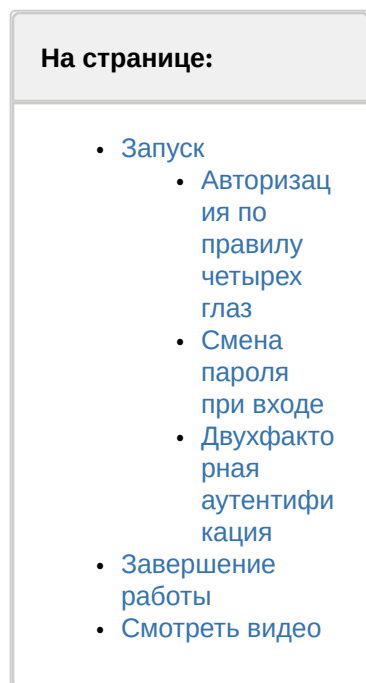 На странице:
• Запуск
• Авторизац
ия по
правилу
четырех
глаз
• Смена
пароля
при входе
• Двухфакто
рная
аутентифи
кация
• Завершение
работы
• Смотреть видео